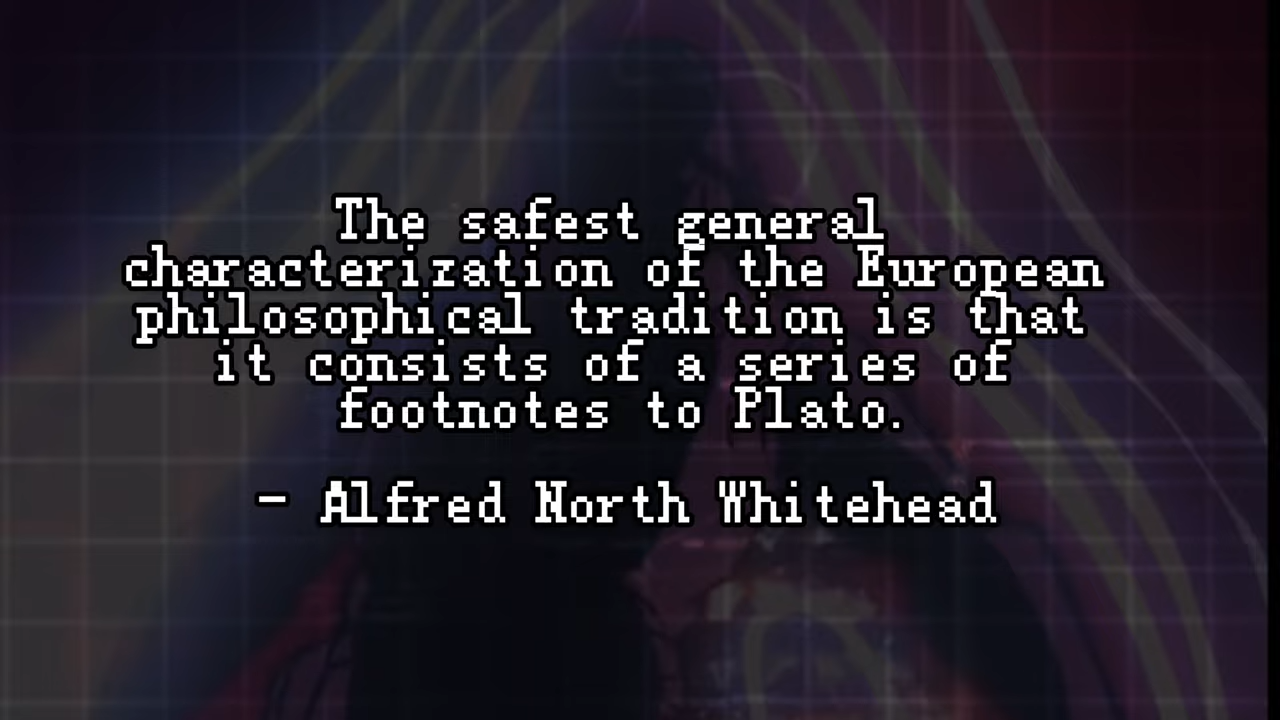 The safest general
characterization of the European
philosophical tradition is that
it consists of a series of
footnotes to Plato.
- Alfred North Whitehead